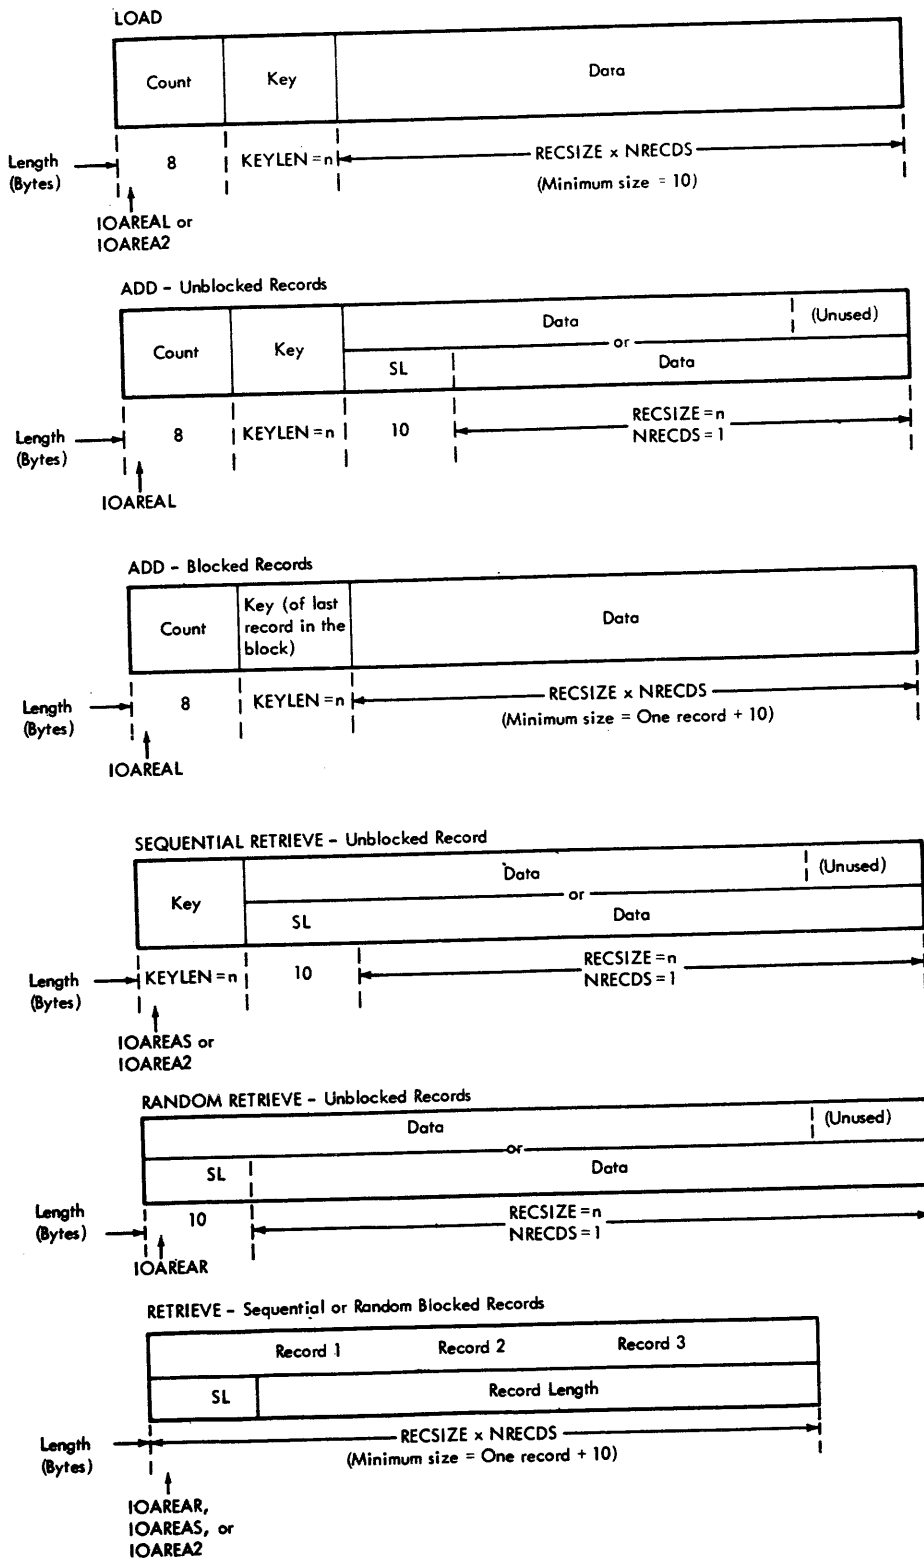 LOAD
Count Key Data
Length
(Bytes)
8 KEYLEN = n RECSIZE x NRECDS
(Minimum size = 10)
IOAREAL or
IOAREA2
ADD - Unblocked Records
Count Key Data (Unused)
or
SL Data
Length
(Bytes)
8 KEYLEN = n 10 RECSIZE = n
NRECDS = 1
IOAREAL
ADD - Blocked Records
Count Key (of last
record in the
block)
Data
Length
(Bytes)
8 KEYLEN = n RECSIZE x NRECDS
(Minimum size = One record + 10)
IOAREAL
SEQUENTIAL RETRIEVE - Unblocked Record
Key Data (Unused)
or
SL Data
Length
(Bytes)
KEYLEN = n 10 RECSIZE = n
NRECDS = 1
IOAREAS or
IOAREA2
RANDOM RETRIEVE - Unblocked Records
Data (Unused)
or
SL Data
Length
(Bytes)
10 RECSIZE = n
NRECDS = 1
IOAREAR
RETRIEVE - Sequential or Random Blocked Records
Record 1 Record 2 Record 3
SL Record Length
Length
(Bytes)
RECSIZE x NRECDS
(Minimum size = One record + 10)
IOAREAR,
IOAREAS, or
IOAREA2